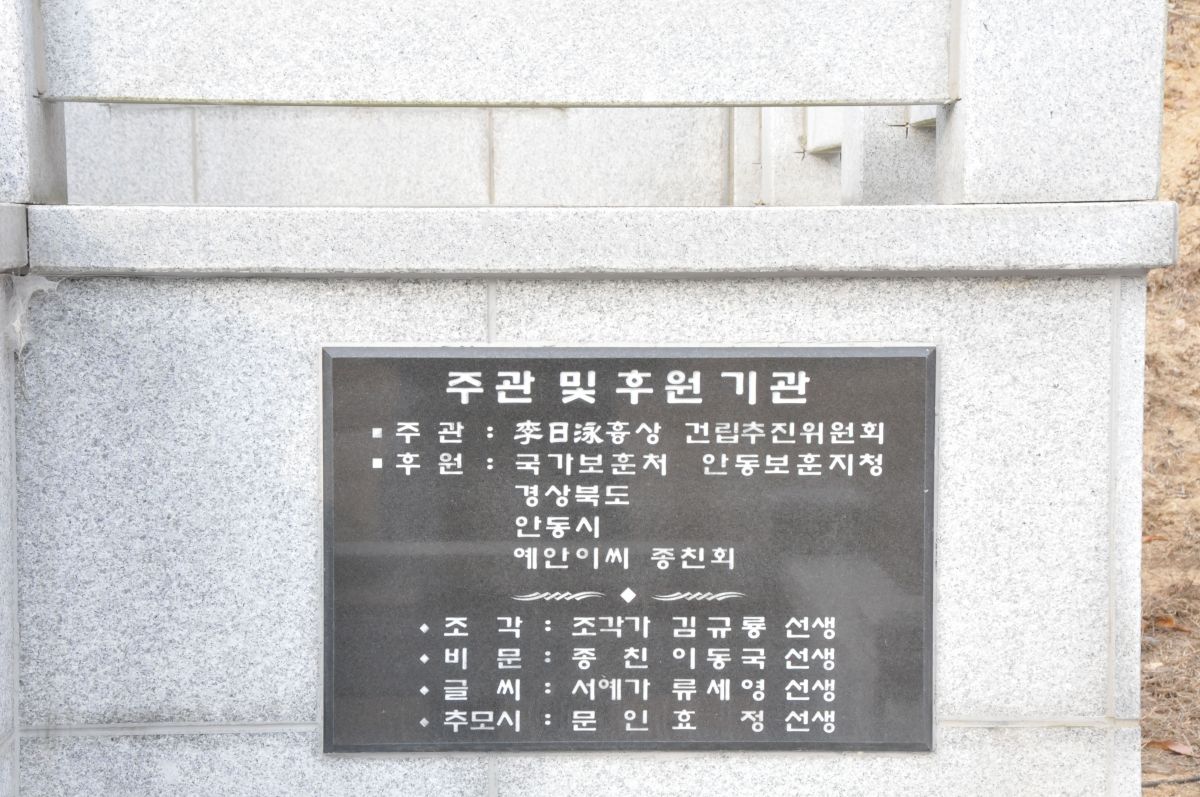 주관 및 후원 기관
▪ 주 관 : 李日泳흉상 건립추진위원회
▪ 후 원 : 국가보훈처 안동보훈지청
경상북도
안동시
예안이씨 종친회
⬥ 조 각 : 조각가 김규룡 선생
⬥ 비 문 : 종 친 이동국 선생
⬥ 글 씨 : 서예가 류세영 선생
⬥ 추모시 : 문 인 효 정 선생